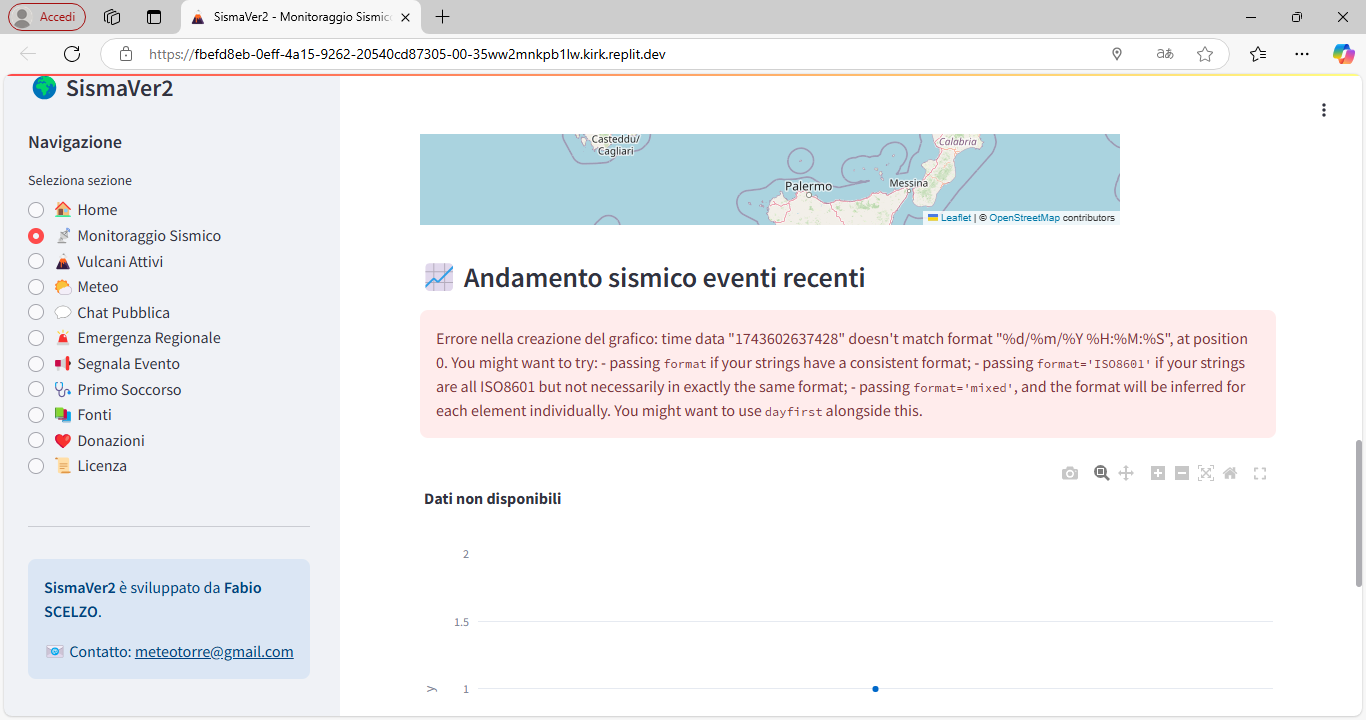 Accedi
SismaVer2 - Monitoraggio Sismic
https://fbefd8eb-0eff-4a15-9262-20540cd87305-00-35ww2mnkpb1lw.kirk.replit.dev
aあ
SismaVer2
Navigazione
Seleziona sezione
Home
Monitoraggio Sismico
Vulcani Attivi
Meteo
Chat Pubblica
Emergenza Regionale
Segnala Evento
Primo Soccorso
Fonti
Donazioni
Licenza
SismaVer2 è sviluppato da Fabio
SCELZO.
Contatto: meteotorre@gmail.com
Casteddu/
Cagliari
Calabria
Palermo
Messina
Leaflet | © OpenStreetMap contributors
Andamento sismico eventi recenti
Errore nella creazione del grafico: time data "1743602637428" doesn't match format "%d/%m/%Y %H:%M:%S", at position
0. You might want to try: - passing format if your strings have a consistent format; - passing format='ISO8601' if your strings
are all ISO8601 but not necessarily in exactly the same format; - passing format='mixed', and the format will be inferred for
each element individually. You might want to use dayfirst alongside this.
Dati non disponibili
2
1.5
1
y